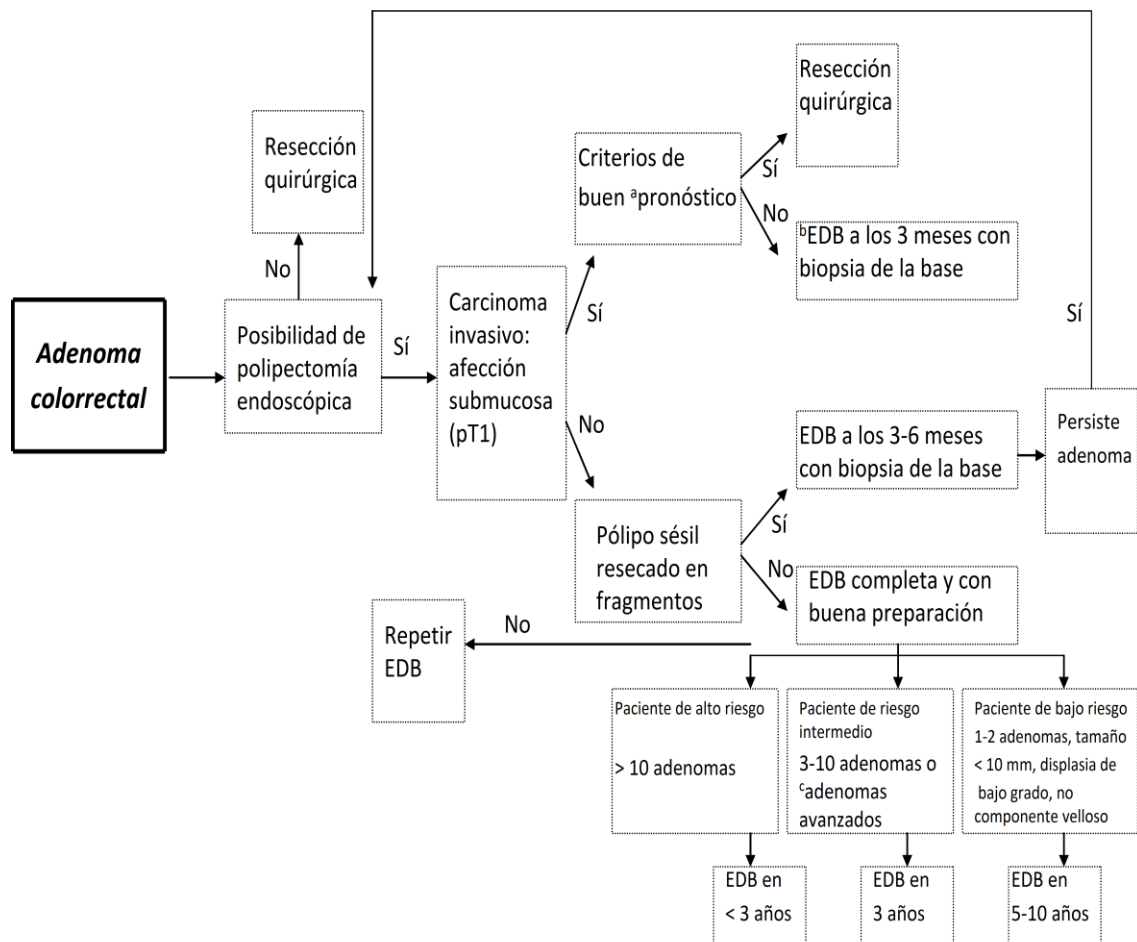 Adenoma
colorrectal
Resección
quirúrgica
No
Posibilidad de
polipectomía
endoscópica
Sí
Carcinoma
invasivo:
afección
submucosa
(pT1)
Sí
No
Criterios de
buen ªpronóstico
Sí
No
Resección
quirúrgica
ᵇEDB a los 3 meses con
biopsia de la base
Pólipo sésil
resecado en
fragmentos
Sí
No
EDB a los 3-6 meses
con biopsia de la base
Persiste
adenoma
Sí
EDB completa y con
buena preparación
No
Repetir
EDB
Paciente de alto riesgo
> 10 adenomas
Paciente de riesgo
intermedio
3-10 adenomas o
ᶜadenomas
avanzados
Paciente de bajo riesgo
1-2 adenomas, tamaño
< 10 mm, displasia de
bajo grado, no
componente velloso
EDB en
< 3 años
EDB en
3 años
EDB en
5-10 años